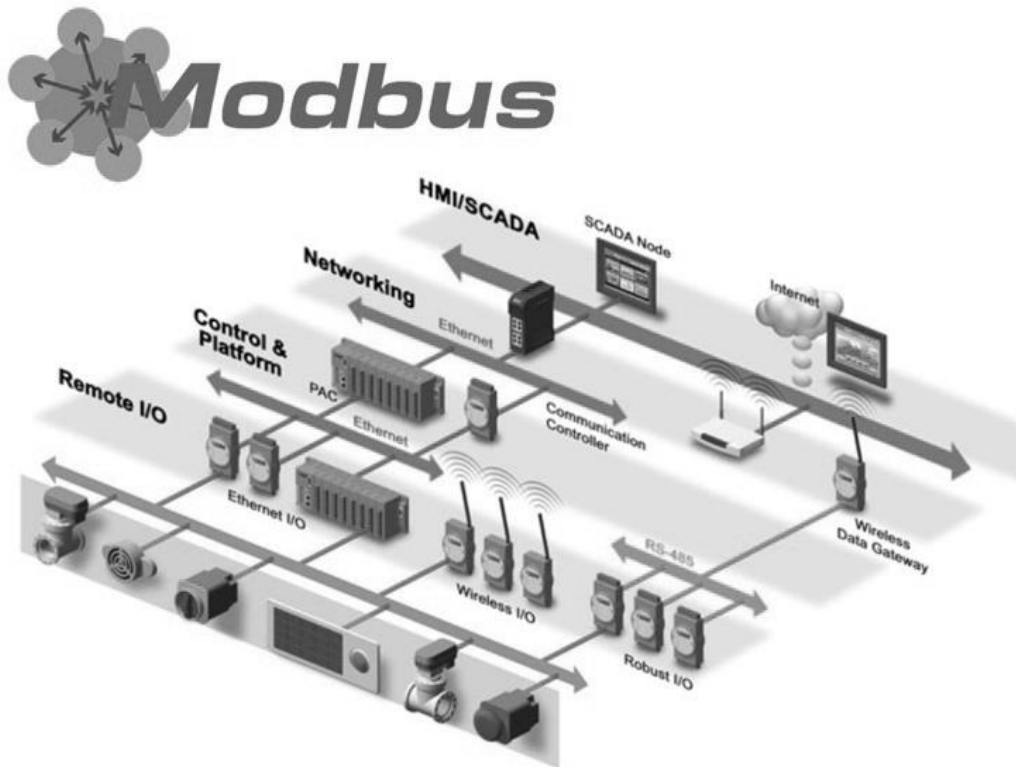 Modbus
HMI/SCADA
SCADA Node
Networking
Internet
Ethernet
Control &
Platform
PAC
Communication
Controller
Remote I/O
Ethernet
Ethernet I/O
Wireless
Data Gateway
RS-485
Wireless I/O
Robust I/O